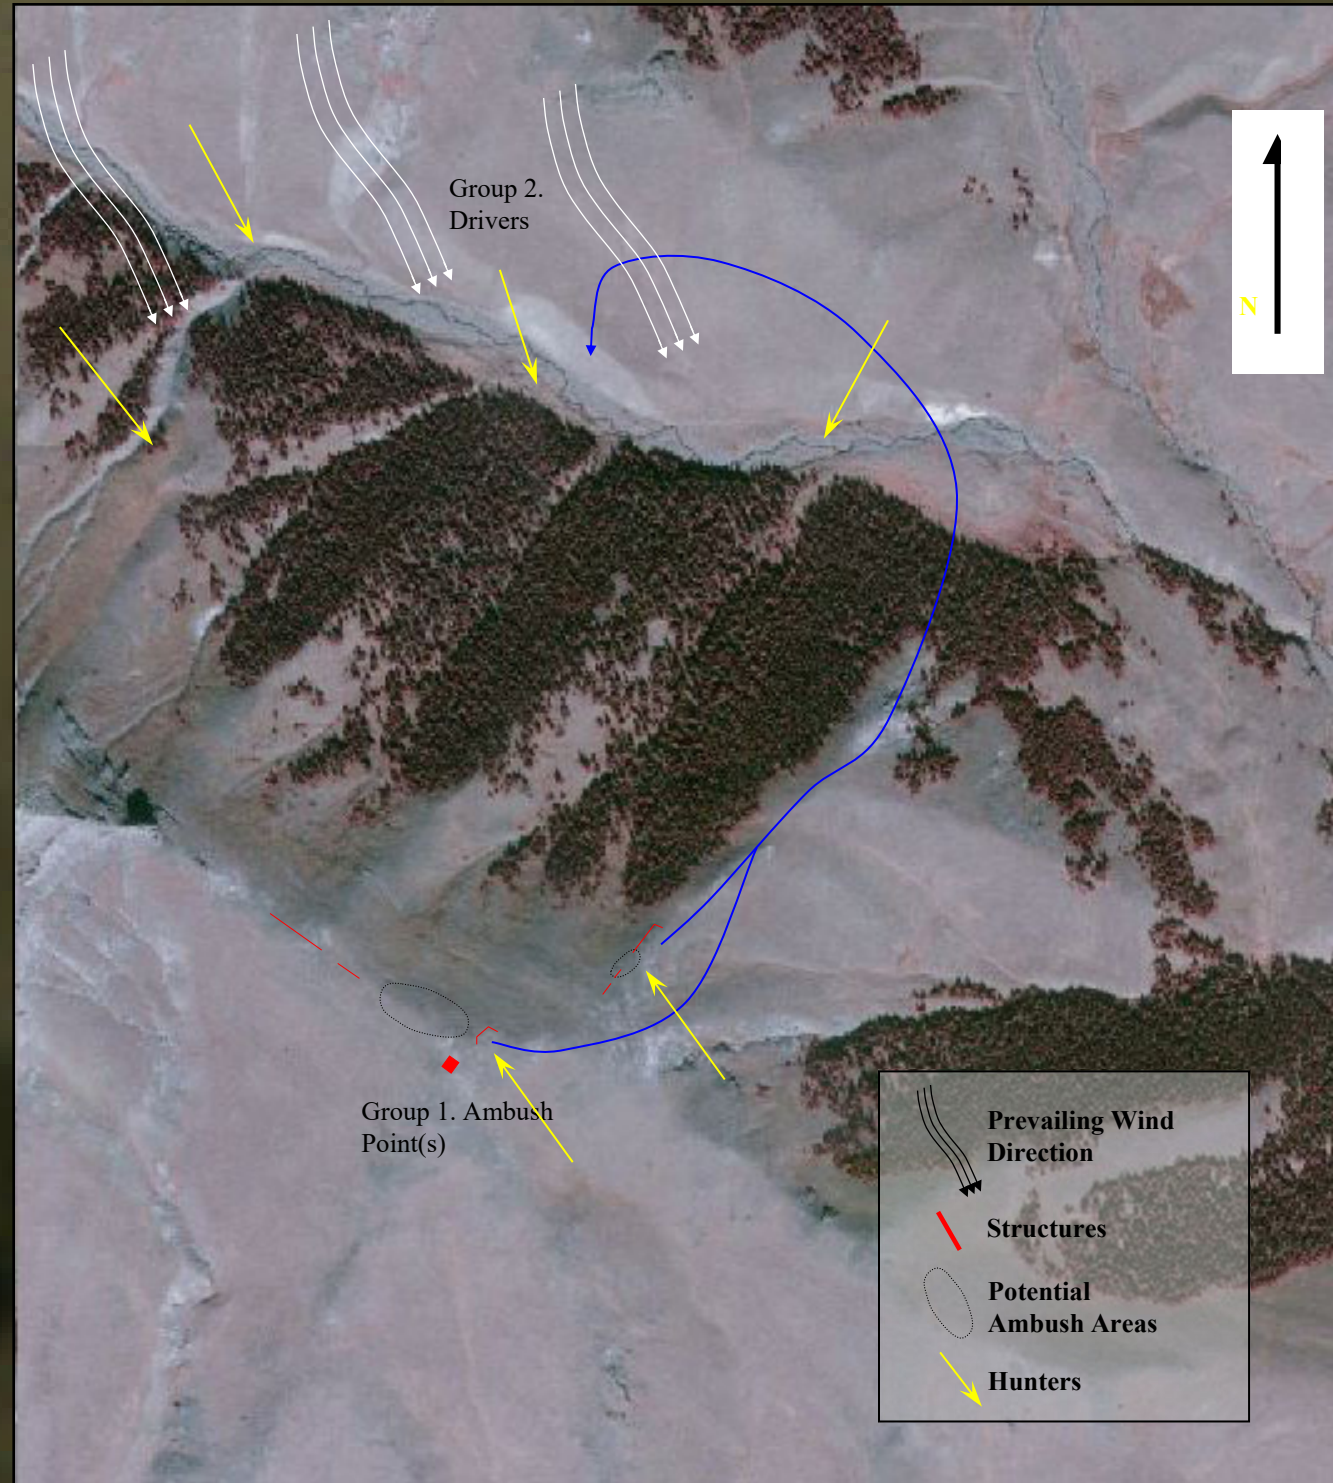 Group 2.
Drivers
N
Group 1. Ambush
Point(s)
Prevailing Wind
Direction
Structures
Potential
Ambush Areas
Hunters